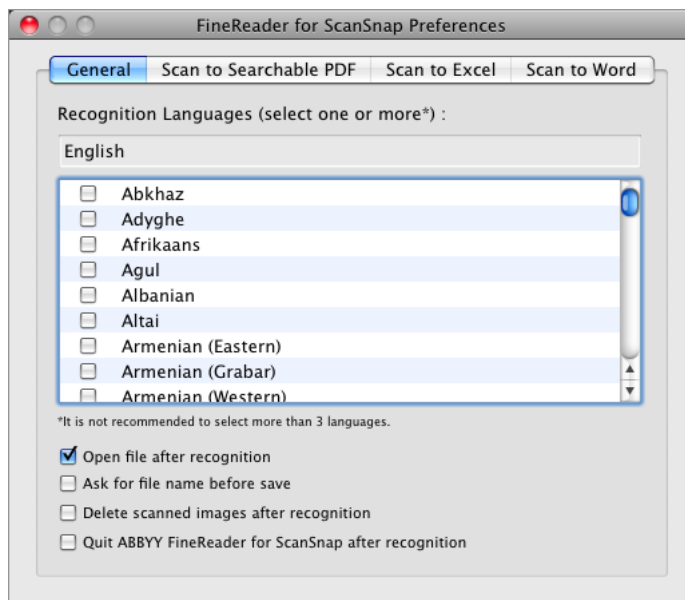 FineReader for ScanSnap Preferences
General Scan to Searchable PDF Scan to Excel Scan to Word
Recognition Languages (select one or more*) :
English
Abkhaz
Adyghe
Afrikaans
Agul
Albanian
Altai
Armenian (Eastern)
Armenian (Grabar)
Armenian (Western)
*It is not recommended to select more than 3 languages.
Open file after recognition
Ask for file name before save
Delete scanned images after recognition
Quit ABBYY FineReader for ScanSnap after recognition